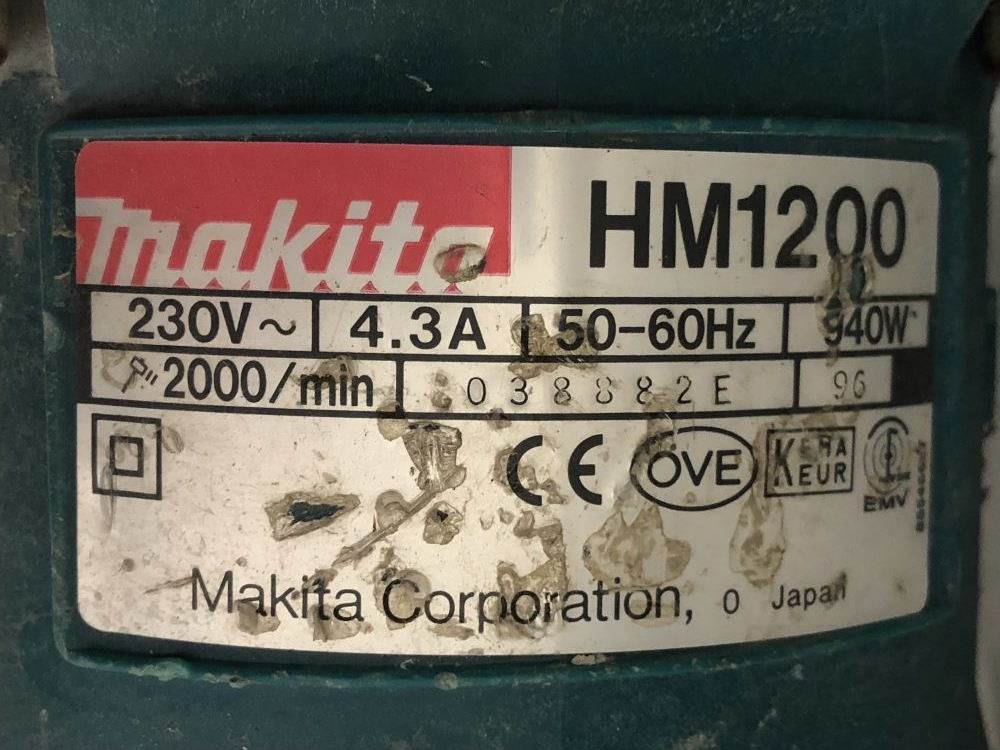 makita HM1200
230V~ 4.3A 50-60Hz 940W
2000/min 038882E 96
CE ÖVE KEMA KEUR EMV
Makita Corporation, 0 Japan